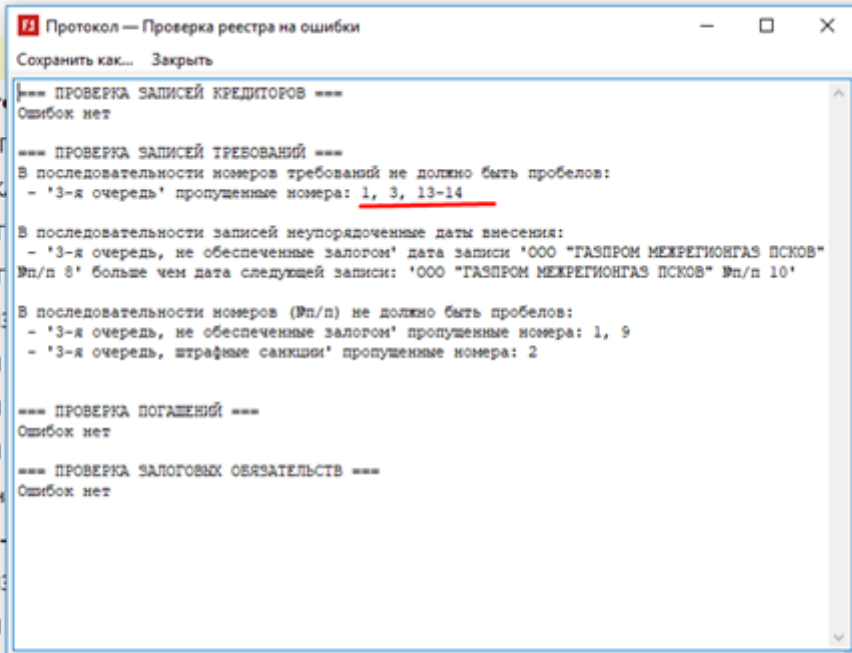 Протокол — Проверка реестра на ошибки
Сохранить как... Закрыть
=== ПРОВЕРКА ЗАПИСЕЙ КРЕДИТОРОВ ===
Ошибок нет
=== ПРОВЕРКА ЗАПИСЕЙ ТРЕБОВАНИЙ ===
В последовательности номеров требований не должно быть пробелов:
- '3-я очередь' пропущенные номера: 1, 3, 13-14
В последовательности записей неупорядоченные даты внесения:
- '3-я очередь, не обеспеченные залогом' дата записи 'ООО "ГАЗПРОМ МЕЖРЕГИОНГАЗ ПСКОВ"
№п/п 8' больше чем дата следующей записи: 'ООО "ГАЗПРОМ МЕЖРЕГИОНГАЗ ПСКОВ" №п/п 10'
В последовательности номеров (№п/п) не должно быть пробелов:
- '3-я очередь, не обеспеченные залогом' пропущенные номера: 1, 9
- '3-я очередь, штрафные санкции' пропущенные номера: 2
=== ПРОВЕРКА ПОГАШЕНИЙ ===
Ошибок нет
=== ПРОВЕРКА ЗАЛОГОВЫХ ОБЯЗАТЕЛЬСТВ ===
Ошибок нет